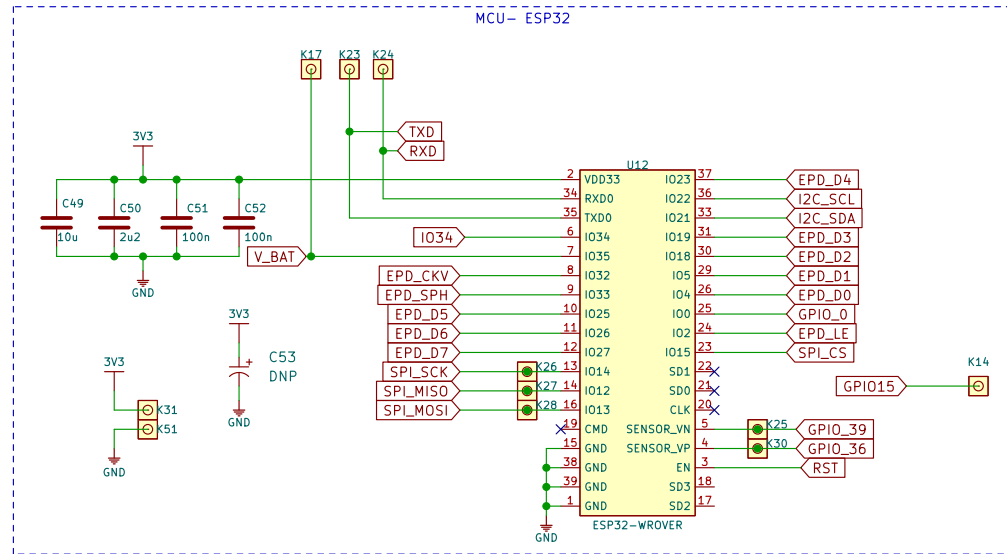 MCU- ESP32
K17 K23 K24
TXD
RXD
3V3
C49 10u
C50 2u2
C51 100n
C52 100n
GND
V_BAT
IO34
EPD_CKV
EPD_SPH
EPD_D5
EPD_D6
EPD_D7
SPI_SCK K26
SPI_MISO K27
SPI_MOSI K28
3V3
C53
DNP
GND
3V3
K31
K51
GND
U12
2 VDD33 IO23 37 EPD_D4
34 RXD0 IO22 36 I2C_SCL
35 TXD0 IO21 33 I2C_SDA
6 IO34 IO19 31 EPD_D3
7 IO35 IO18 30 EPD_D2
8 IO32 IO5 29 EPD_D1
9 IO33 IO4 26 EPD_D0
10 IO25 IO0 25 GPIO_0
11 IO26 IO2 24 EPD_LE
12 IO27 IO15 23 SPI_CS
13 IO14 SD1 22
14 IO12 SD0 21
16 IO13 CLK 20
19 CMD SENSOR_VN 5 K25 GPIO_39
15 GND SENSOR_VP 4 K30 GPIO_36
38 GND EN 3 RST
39 GND SD3 18
1 GND SD2 17
GND
ESP32-WROVER
K14
GPIO15